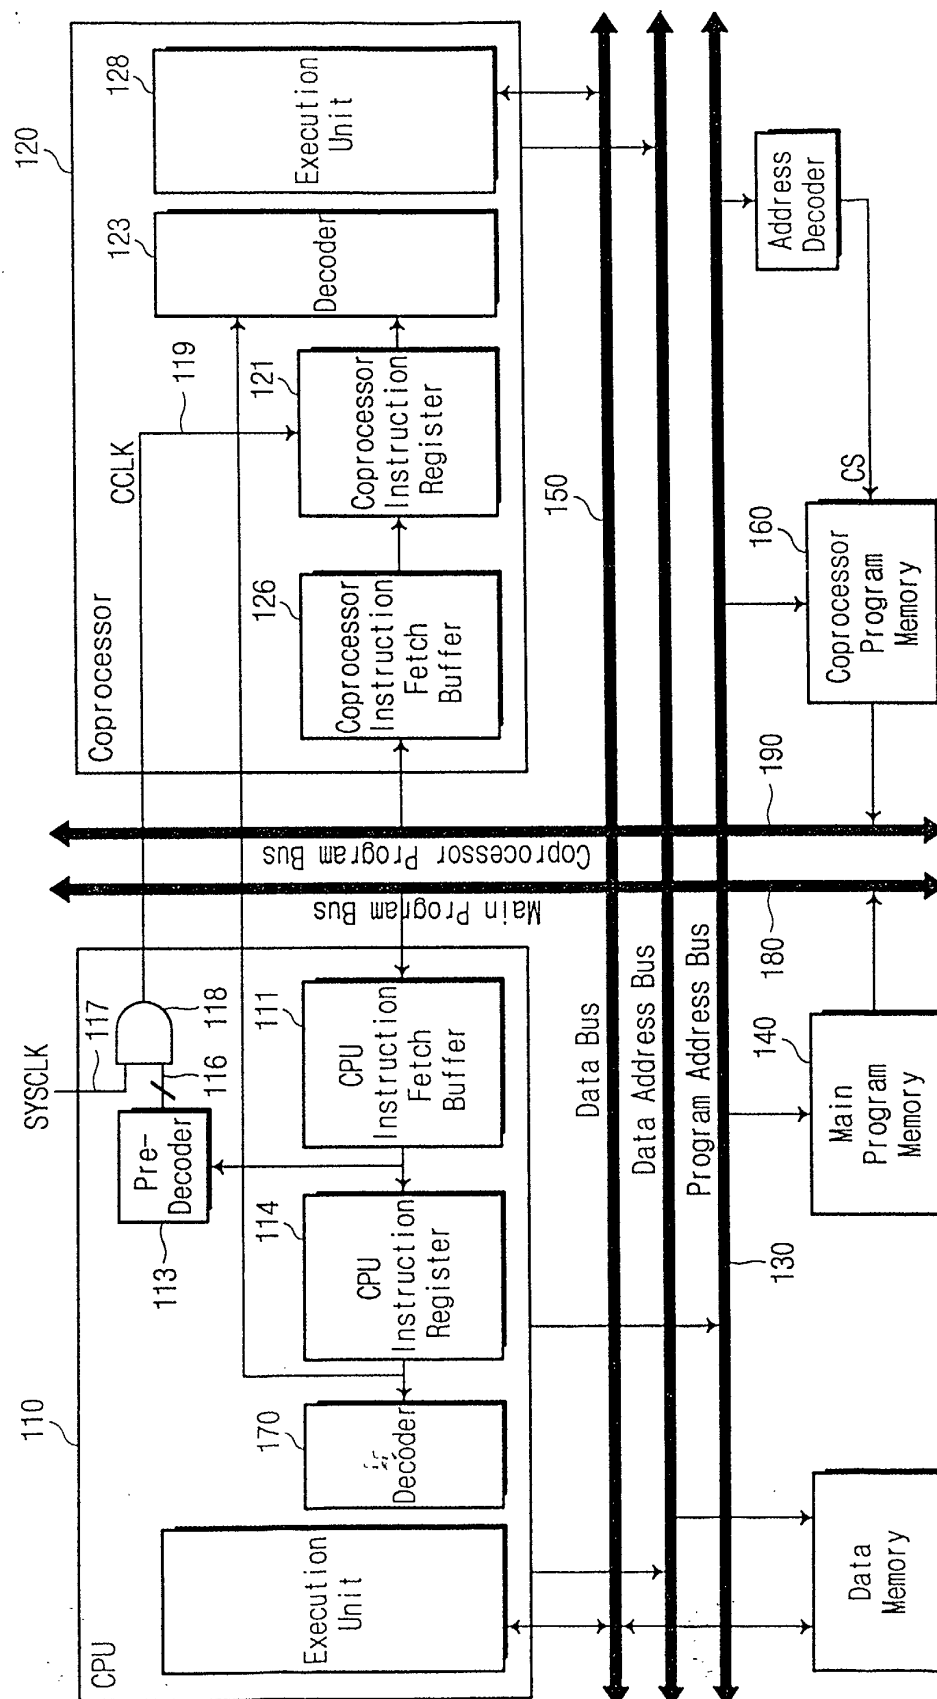 110
CPU
SYSCLK
117
116
118
113
Pre-
Decoder
Execution
Unit
170
Decoder
114
CPU
Instruction
Register
111
CPU
Instruction
Fetch
Buffer
Main Program Bus
Coprocessor Program Bus
120
Coprocessor
CCLK
119
126
Coprocessor
Instruction
Fetch
Buffer
121
Coprocessor
Instruction
Register
123
Decoder
128
Execution
Unit
Data Bus
150
Data Address Bus
Program Address Bus
130
180
190
Data
Memory
140
Main
Program
Memory
160
Coprocessor
Program
Memory
CS
Address
Decoder